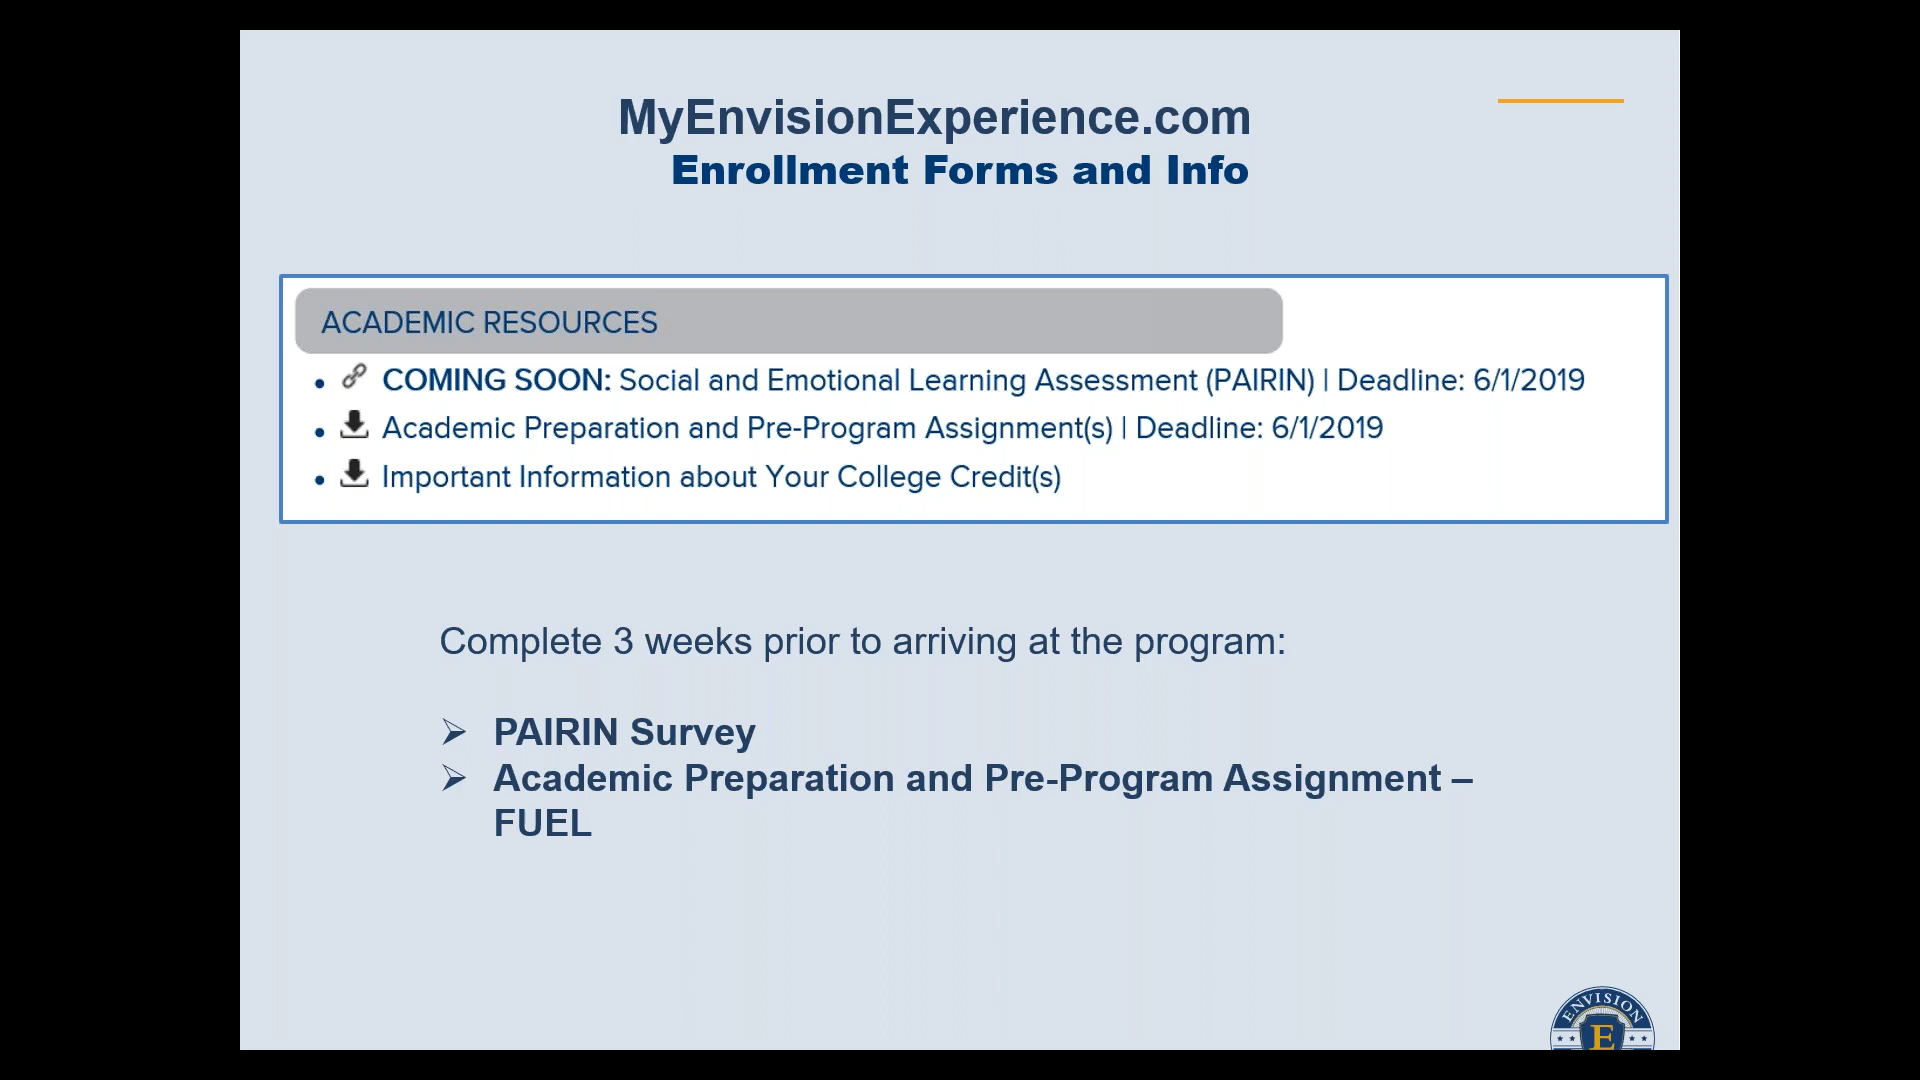 MyEnvisionExperience.com
Enrollment Forms and Info
ACADEMIC RESOURCES
• COMING SOON: Social and Emotional Learning Assessment (PAIRIN) | Deadline: 6/1/2019
• Academic Preparation and Pre-Program Assignment(s) | Deadline: 6/1/2019
• Important Information about Your College Credit(s)
Complete 3 weeks prior to arriving at the program:
➢ PAIRIN Survey
➢ Academic Preparation and Pre-Program Assignment –
FUEL
ENVISION
E